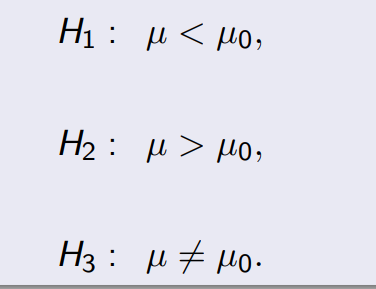 H₁ : μ < μ₀,
H₂ : μ > μ₀,
H₃ : μ ≠ μ₀.